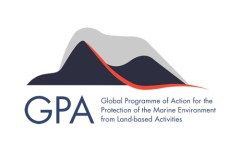 GPA
Global Programme of Action for the
Protection of the Marine Environment
from Land-based Activities